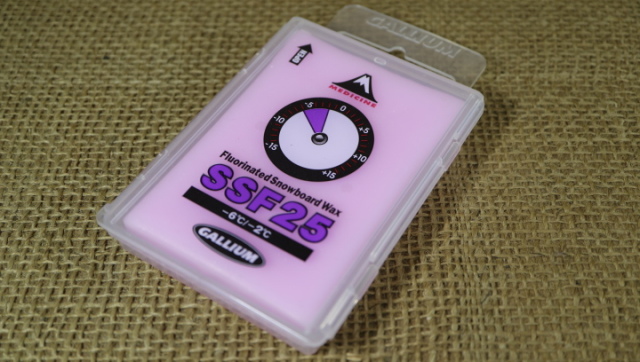 GALLIUM
OPEN
MEDICINE
-15 -10 -5 0 +5 +10 +15
Fluorinated Snowboard Wax
SSF25
-6℃/-2℃
GALLIUM